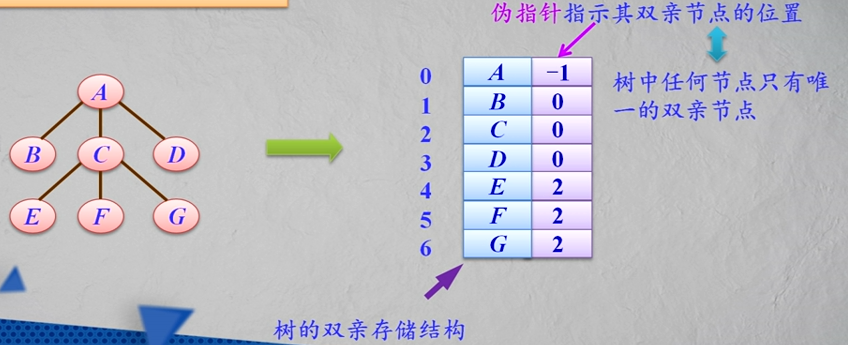 伪指针指示其双亲节点的位置
A
B C D
E F G
0 A −1
1 B 0
2 C 0
3 D 0
4 E 2
5 F 2
6 G 2
树中任何节点只有唯
一的双亲节点
树的双亲存储结构